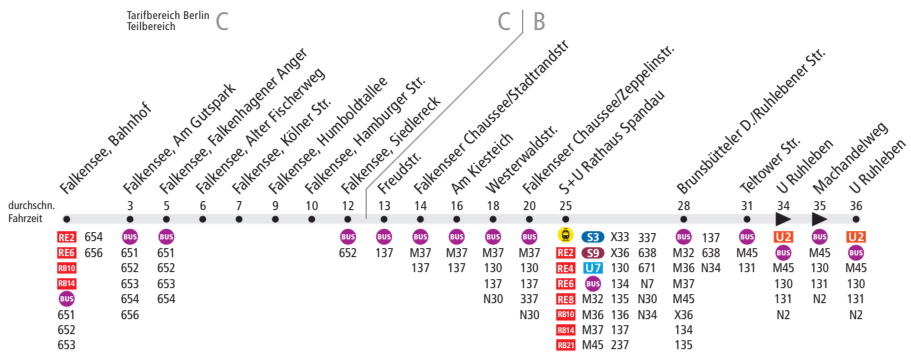 Tarifbereich Berlin
Teilbereich
C
C
B
Falkensee, Bahnhof
Falkensee, Am Gutspark
Falkensee, Falkenhagener Anger
Falkensee, Alter Fischerweg
Falkensee, Kölner Str.
Falkensee, Humboldtallee
Falkensee, Hamburger Str.
Falkensee, Siedlereck
Freudstr.
Falkenseer Chaussee/Stadtrandstr
Am Kiesteich
Westerwaldstr.
Falkenseer Chaussee/Zeppelinstr.
S+U Rathaus Spandau
Brunsbütteler D./Ruhlebener Str.
Teltower Str.
U Ruhleben
Machandelweg
U Ruhleben
durchschn.
Fahrzeit
3 5 6 7 9 10 12 13 14 16 18 20 25 28 31 34 35 36
RE2 654 BUS BUS BUS BUS BUS BUS BUS BUS S3 X33 337 BUS 137 BUS U2 BUS U2
RE6 656 651 651 652 137 M37 M37 M37 M37 RE2 S9 X36 638 M32 638 M45 BUS M45 BUS
RB10 652 652 137 137 130 130 RE4 U7 130 671 M36 N34 131 M45 130 M45
RB14 653 653 137 137 RE6 BUS 134 N7 M37 130 131 130
BUS 654 654 N30 337 RE8 M32 135 N30 M45 131 N2 131
651 656 N30 RB10 M36 136 N34 X36 N2 N2
652 RB14 M37 137 134
653 RB21 M45 237 135